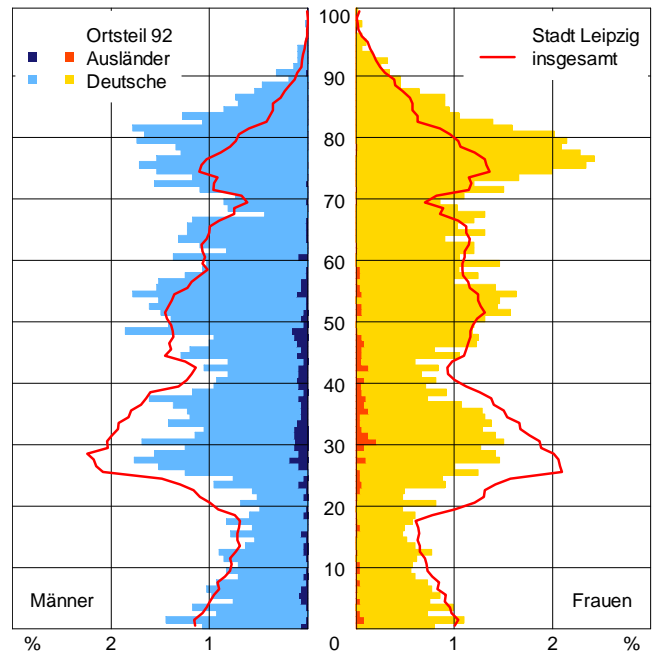 Ortsteil 92
Ausländer
Deutsche
Stadt Leipzig
insgesamt
100
90
80
70
60
50
40
30
20
10
0
Männer
Frauen
% 2 1
1 2 %